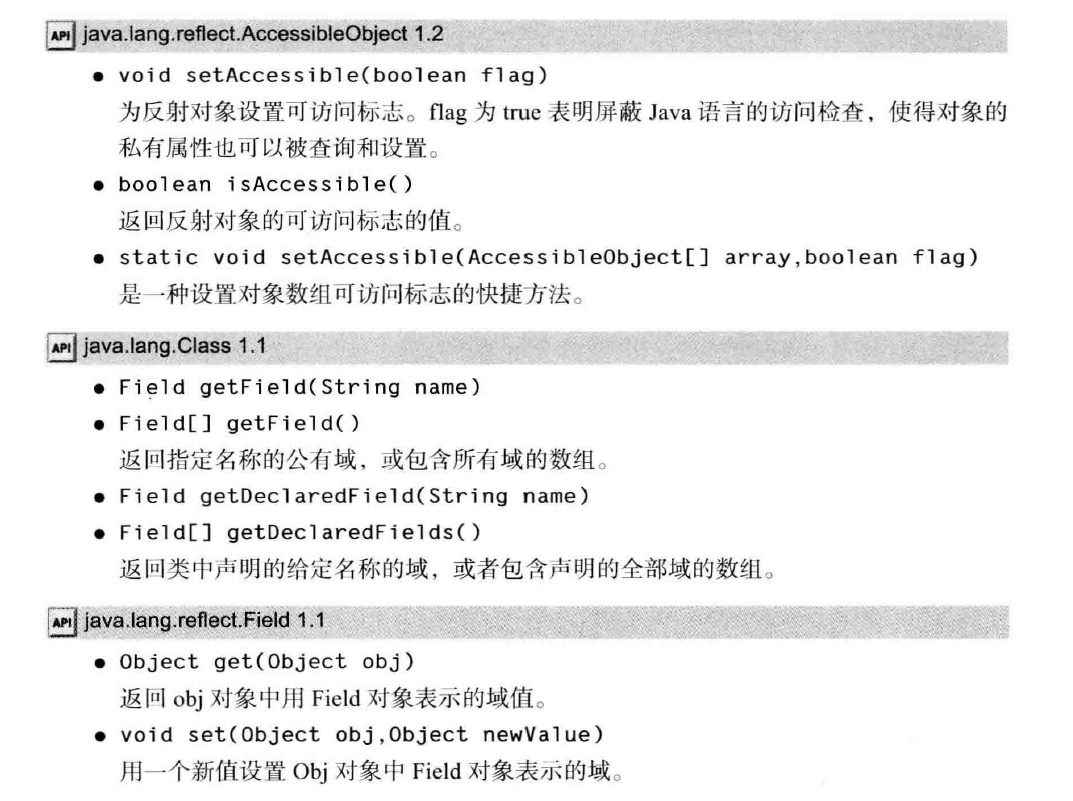 API java.lang.reflect.AccessibleObject 1.2
● void setAccessible(boolean flag)
为反射对象设置可访问标志。flag 为 true 表明屏蔽 Java 语言的访问检查，使得对象的
私有属性也可以被查询和设置。
● boolean isAccessible()
返回反射对象的可访问标志的值。
● static void setAccessible(AccessibleObject[] array,boolean flag)
是一种设置对象数组可访问标志的快捷方法。
API java.lang.Class 1.1
● Field getField(String name)
● Field[] getField()
返回指定名称的公有域，或包含所有域的数组。
● Field getDeclaredField(String name)
● Field[] getDeclaredFields()
返回类中声明的给定名称的域，或者包含声明的全部域的数组。
API java.lang.reflect.Field 1.1
● Object get(Object obj)
返回 obj 对象中用 Field 对象表示的域值。
● void set(Object obj,Object newValue)
用一个新值设置 Obj 对象中 Field 对象表示的域。